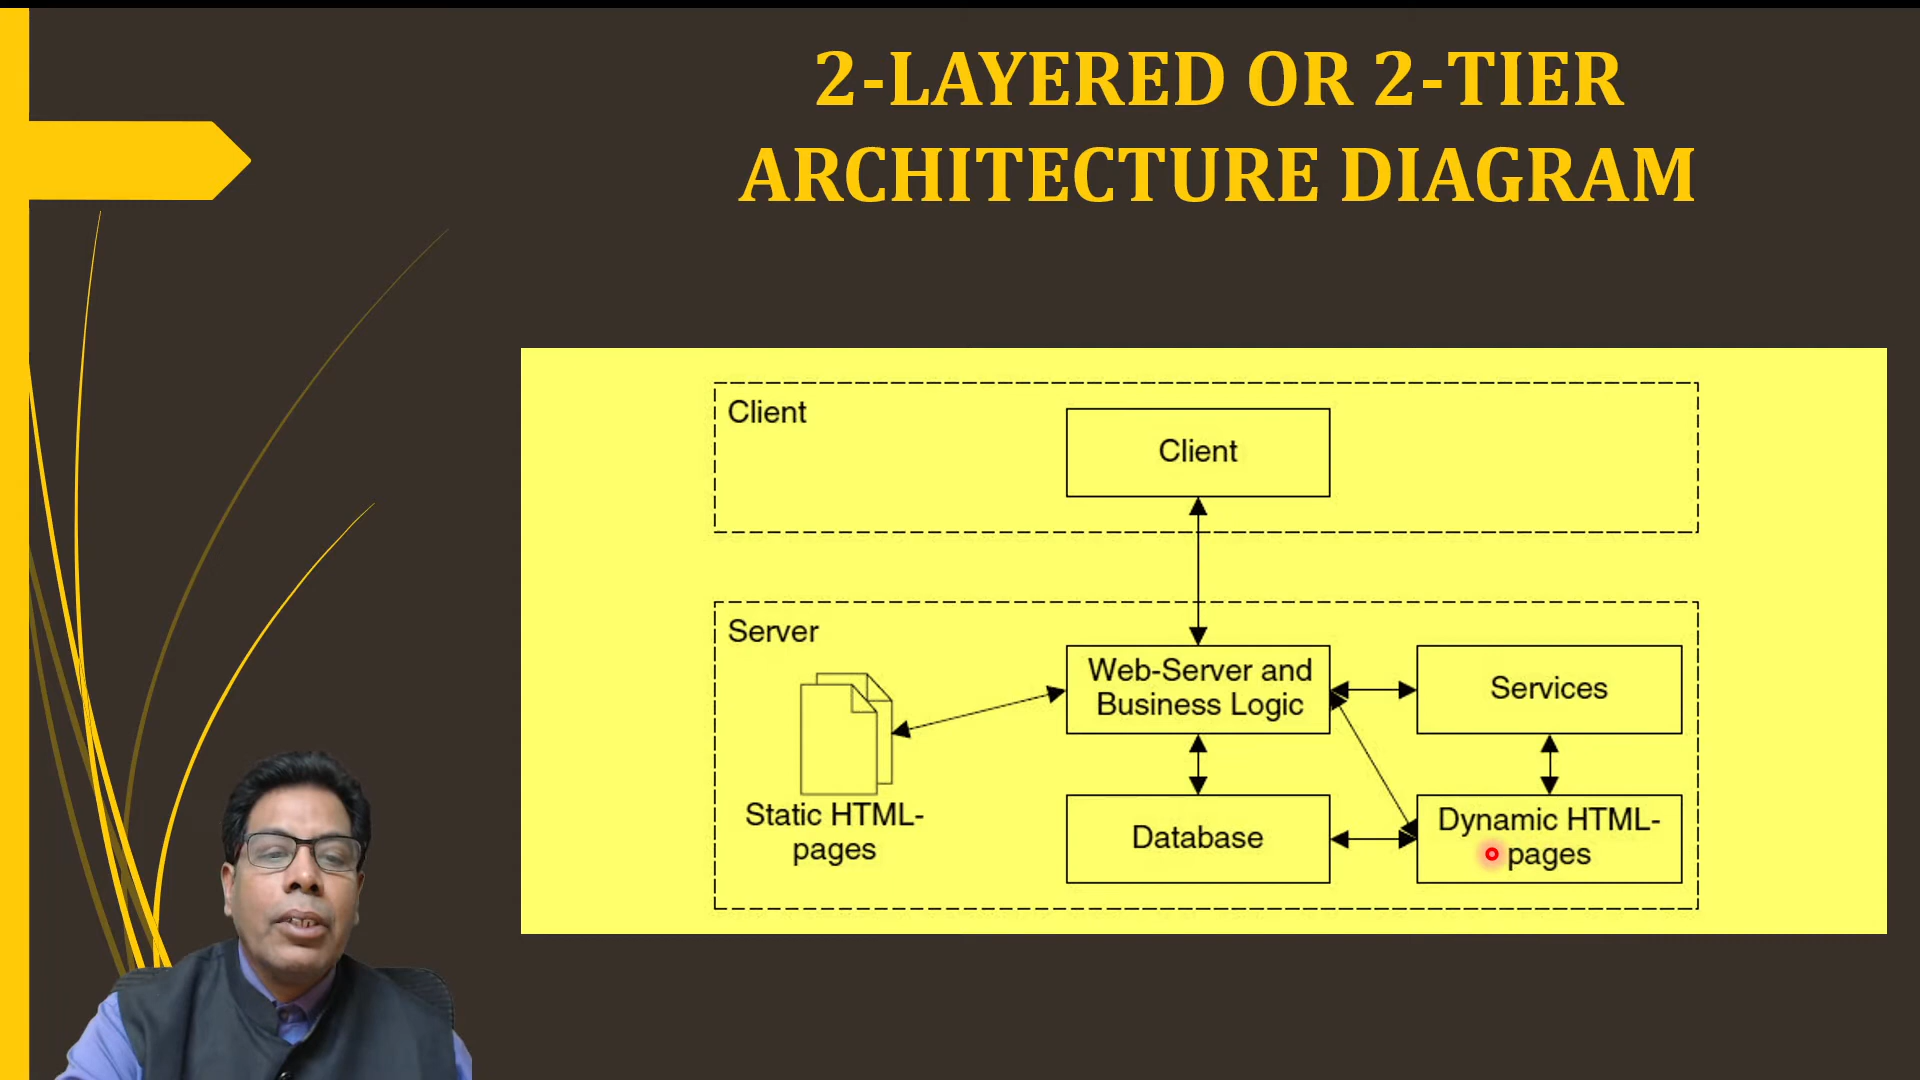 2-LAYERED OR 2-TIER
ARCHITECTURE DIAGRAM
Client
Client
Server
Web-Server and
Business Logic
Services
Static HTML-
pages
Database
Dynamic HTML-
pages